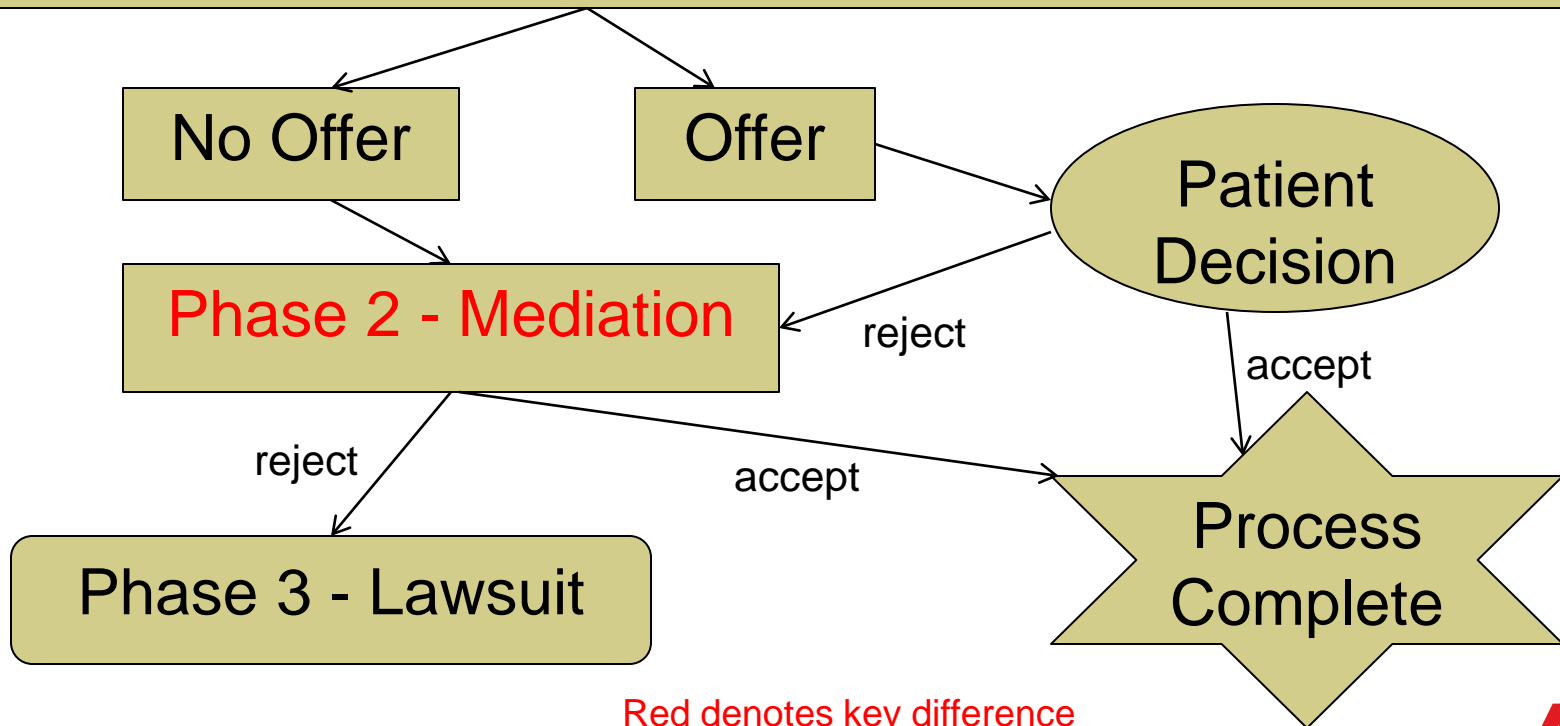 No Offer
Offer
Patient
Decision
Phase 2 - Mediation
reject
accept
reject
accept
Process
Complete
Phase 3 - Lawsuit
Red denotes key difference